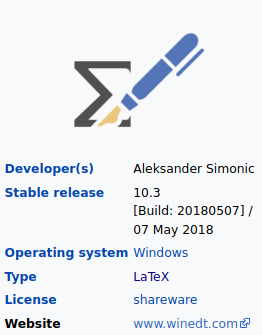 Developer(s) Aleksander Simonic
Stable release 10.3
[Build: 20180507] /
07 May 2018
Operating system Windows
Type LaTeX
License shareware
Website www.winedt.com